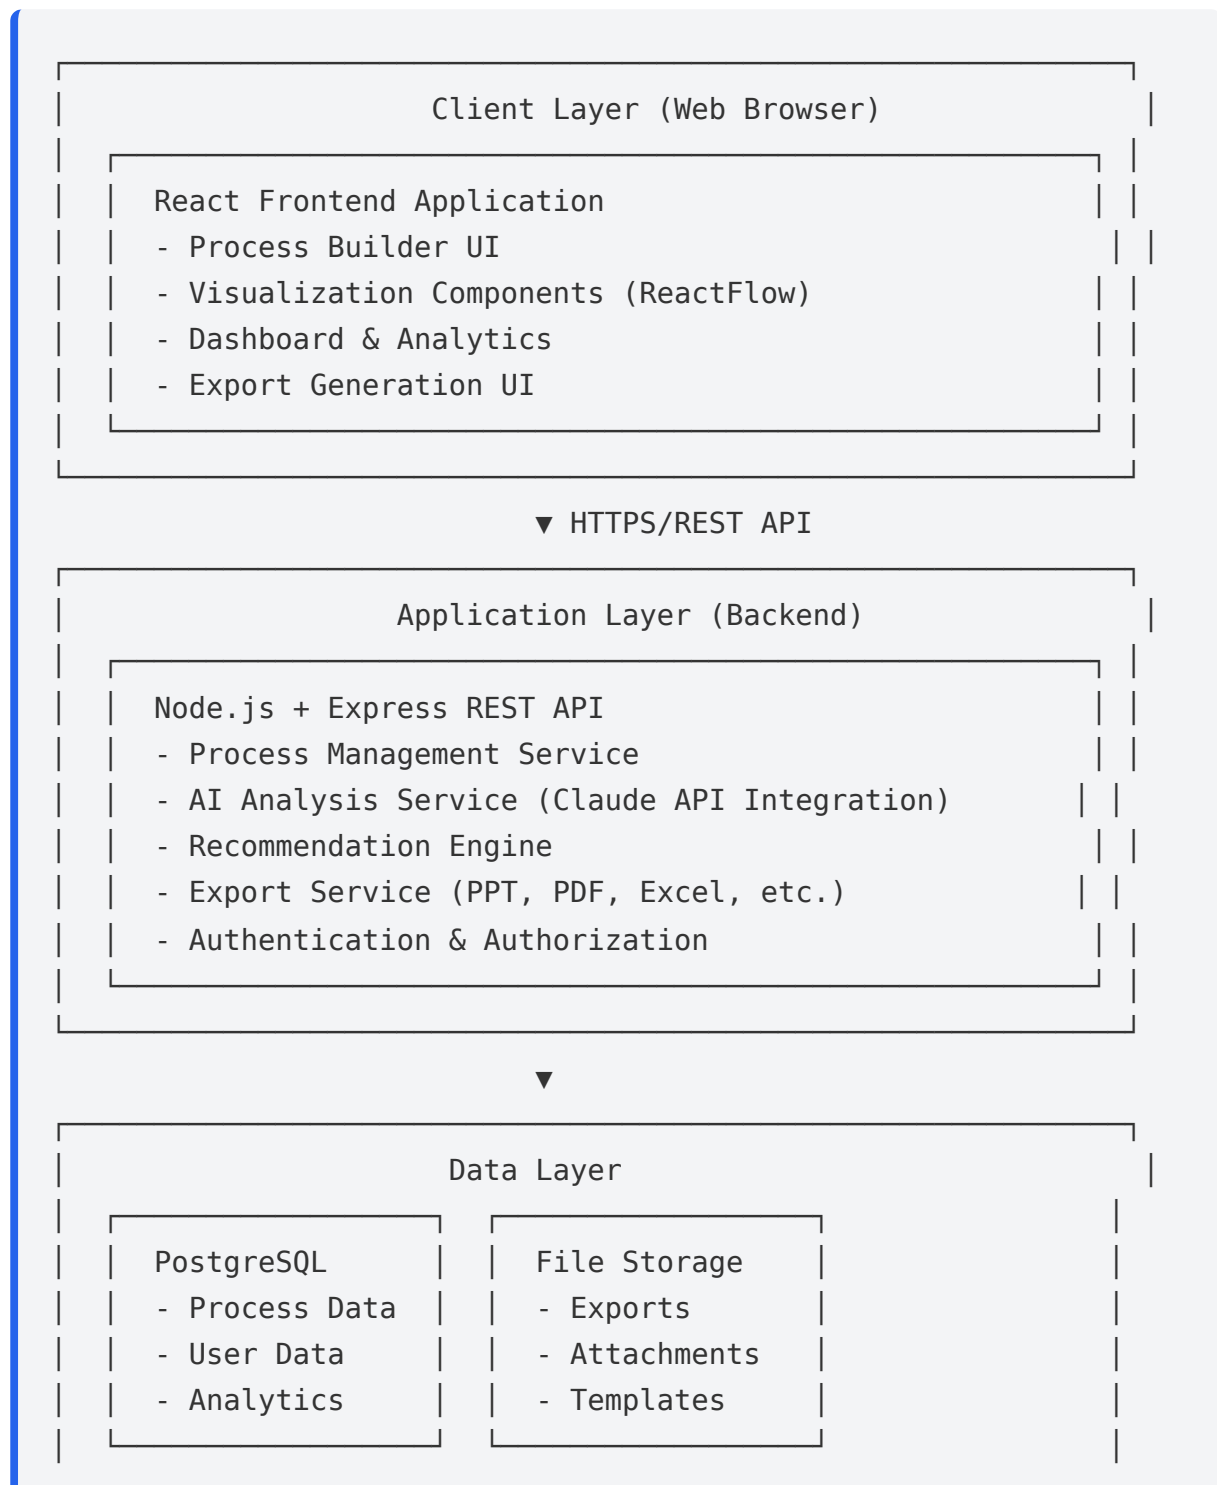 Client Layer (Web Browser)
React Frontend Application
- Process Builder UI
- Visualization Components (ReactFlow)
- Dashboard & Analytics
- Export Generation UI
▼ HTTPS/REST API
Application Layer (Backend)
Node.js + Express REST API
- Process Management Service
- AI Analysis Service (Claude API Integration)
- Recommendation Engine
- Export Service (PPT, PDF, Excel, etc.)
- Authentication & Authorization
▼
Data Layer
PostgreSQL
- Process Data
- User Data
- Analytics
File Storage
- Exports
- Attachments
- Templates